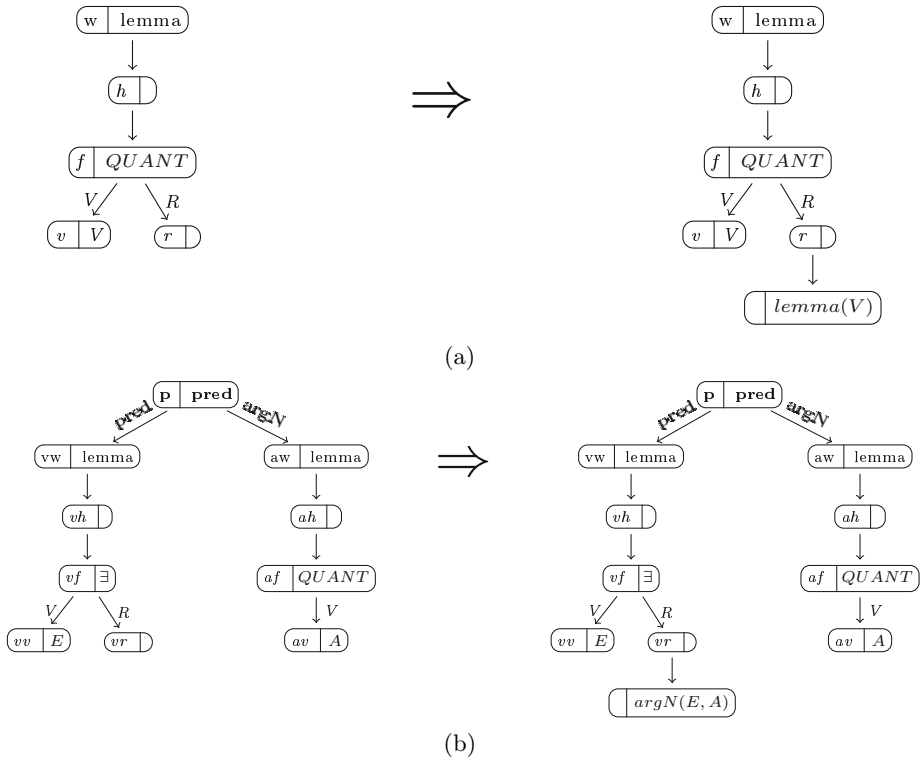 w lemma w lemma
h ⇒ h
f QUANT f QUANT
V R V R
v V r v V r
lemma(V)
(a)
p pred p pred
pred argN pred argN
vw lemma aw lemma ⇒ vw lemma aw lemma
vh ah vh ah
vf ∃ af QUANT vf ∃ af QUANT
V R V V R V
vv E vr av A vv E vr av A
argN(E, A)
(b)